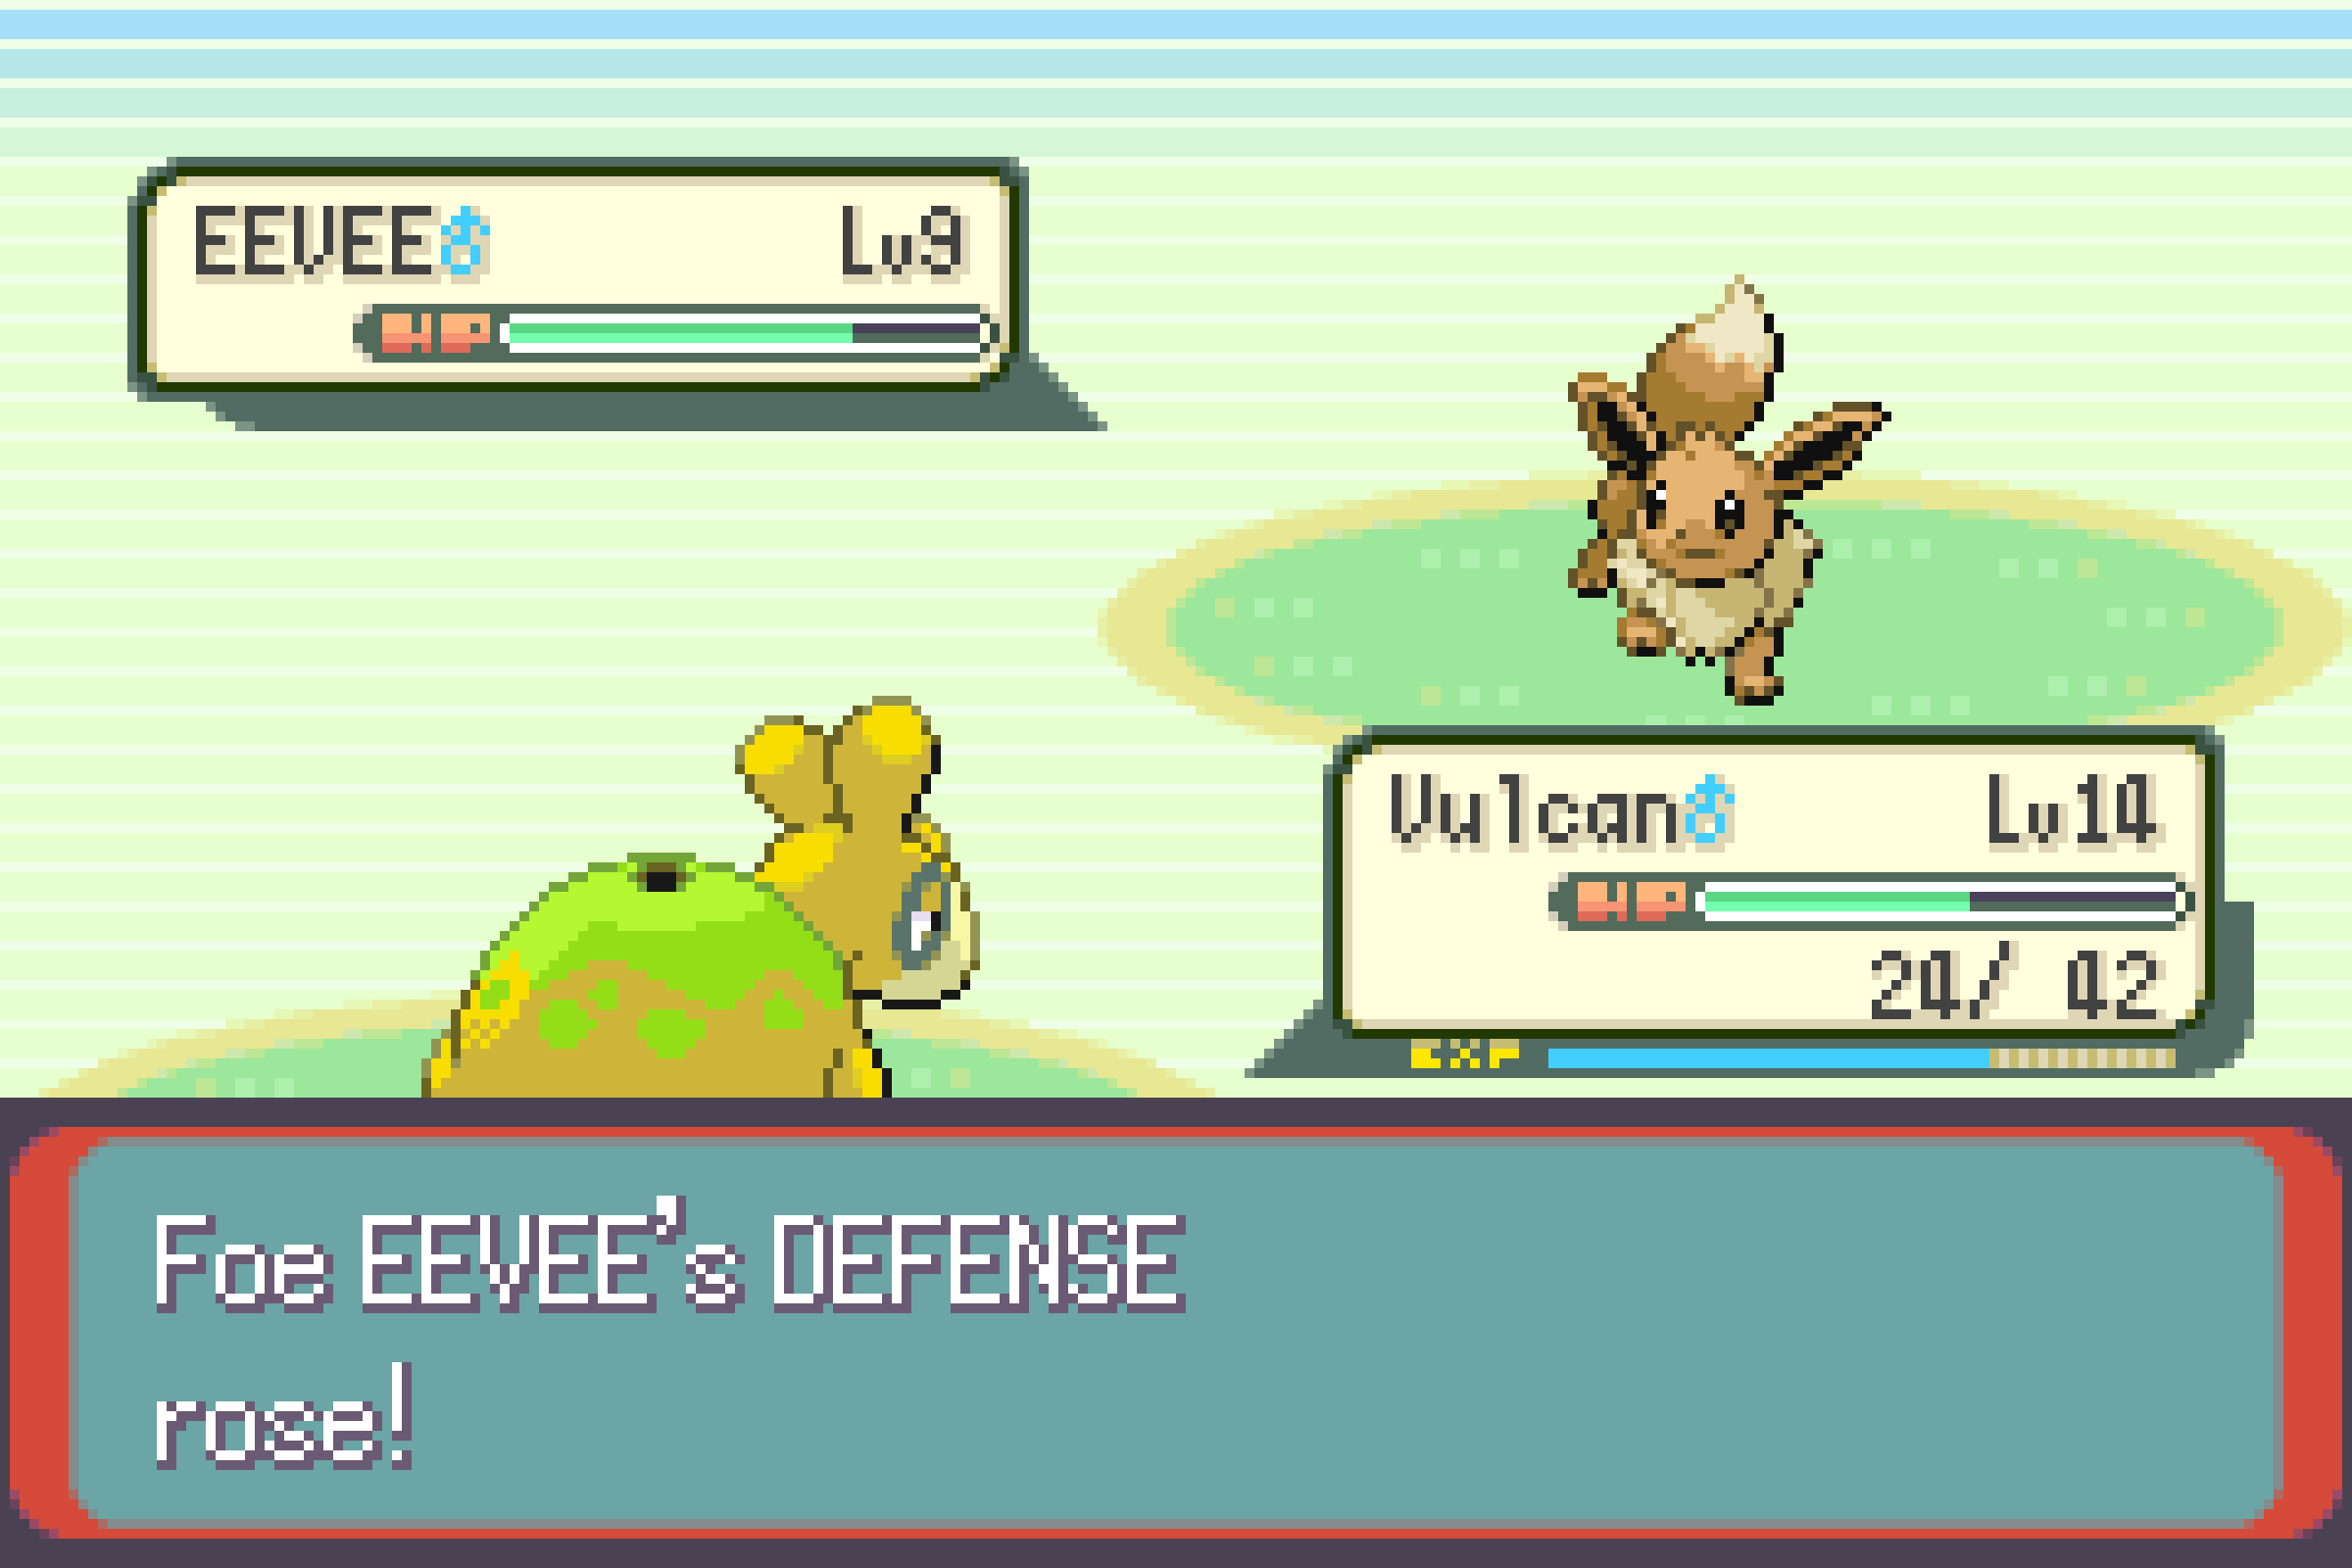 EEVEE♂ Lv9
HP
Vulcan♂ Lv14
HP
24/ 42
EXP
Foe EEVEE's DEFENSE
rose!